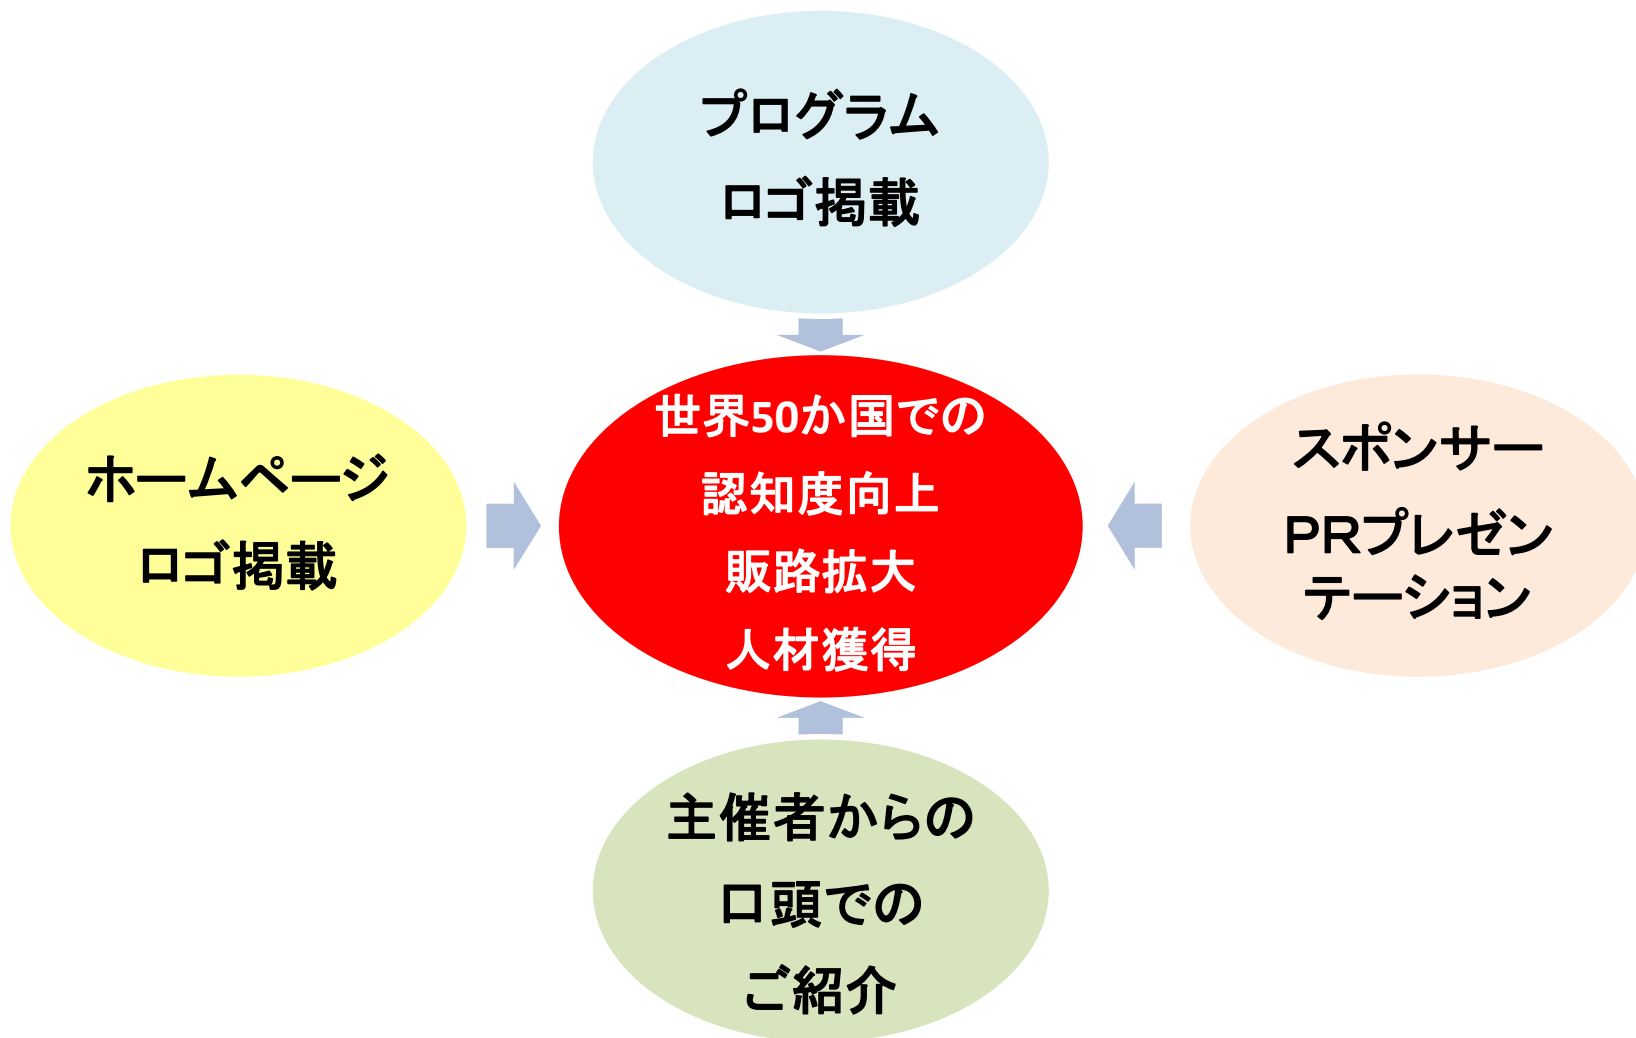 プログラム
ロゴ掲載
ホームページ
ロゴ掲載
世界50か国での
認知度向上
販路拡大
人材獲得
スポンサー
PRプレゼン
テーション
主催者からの
口頭での
ご紹介